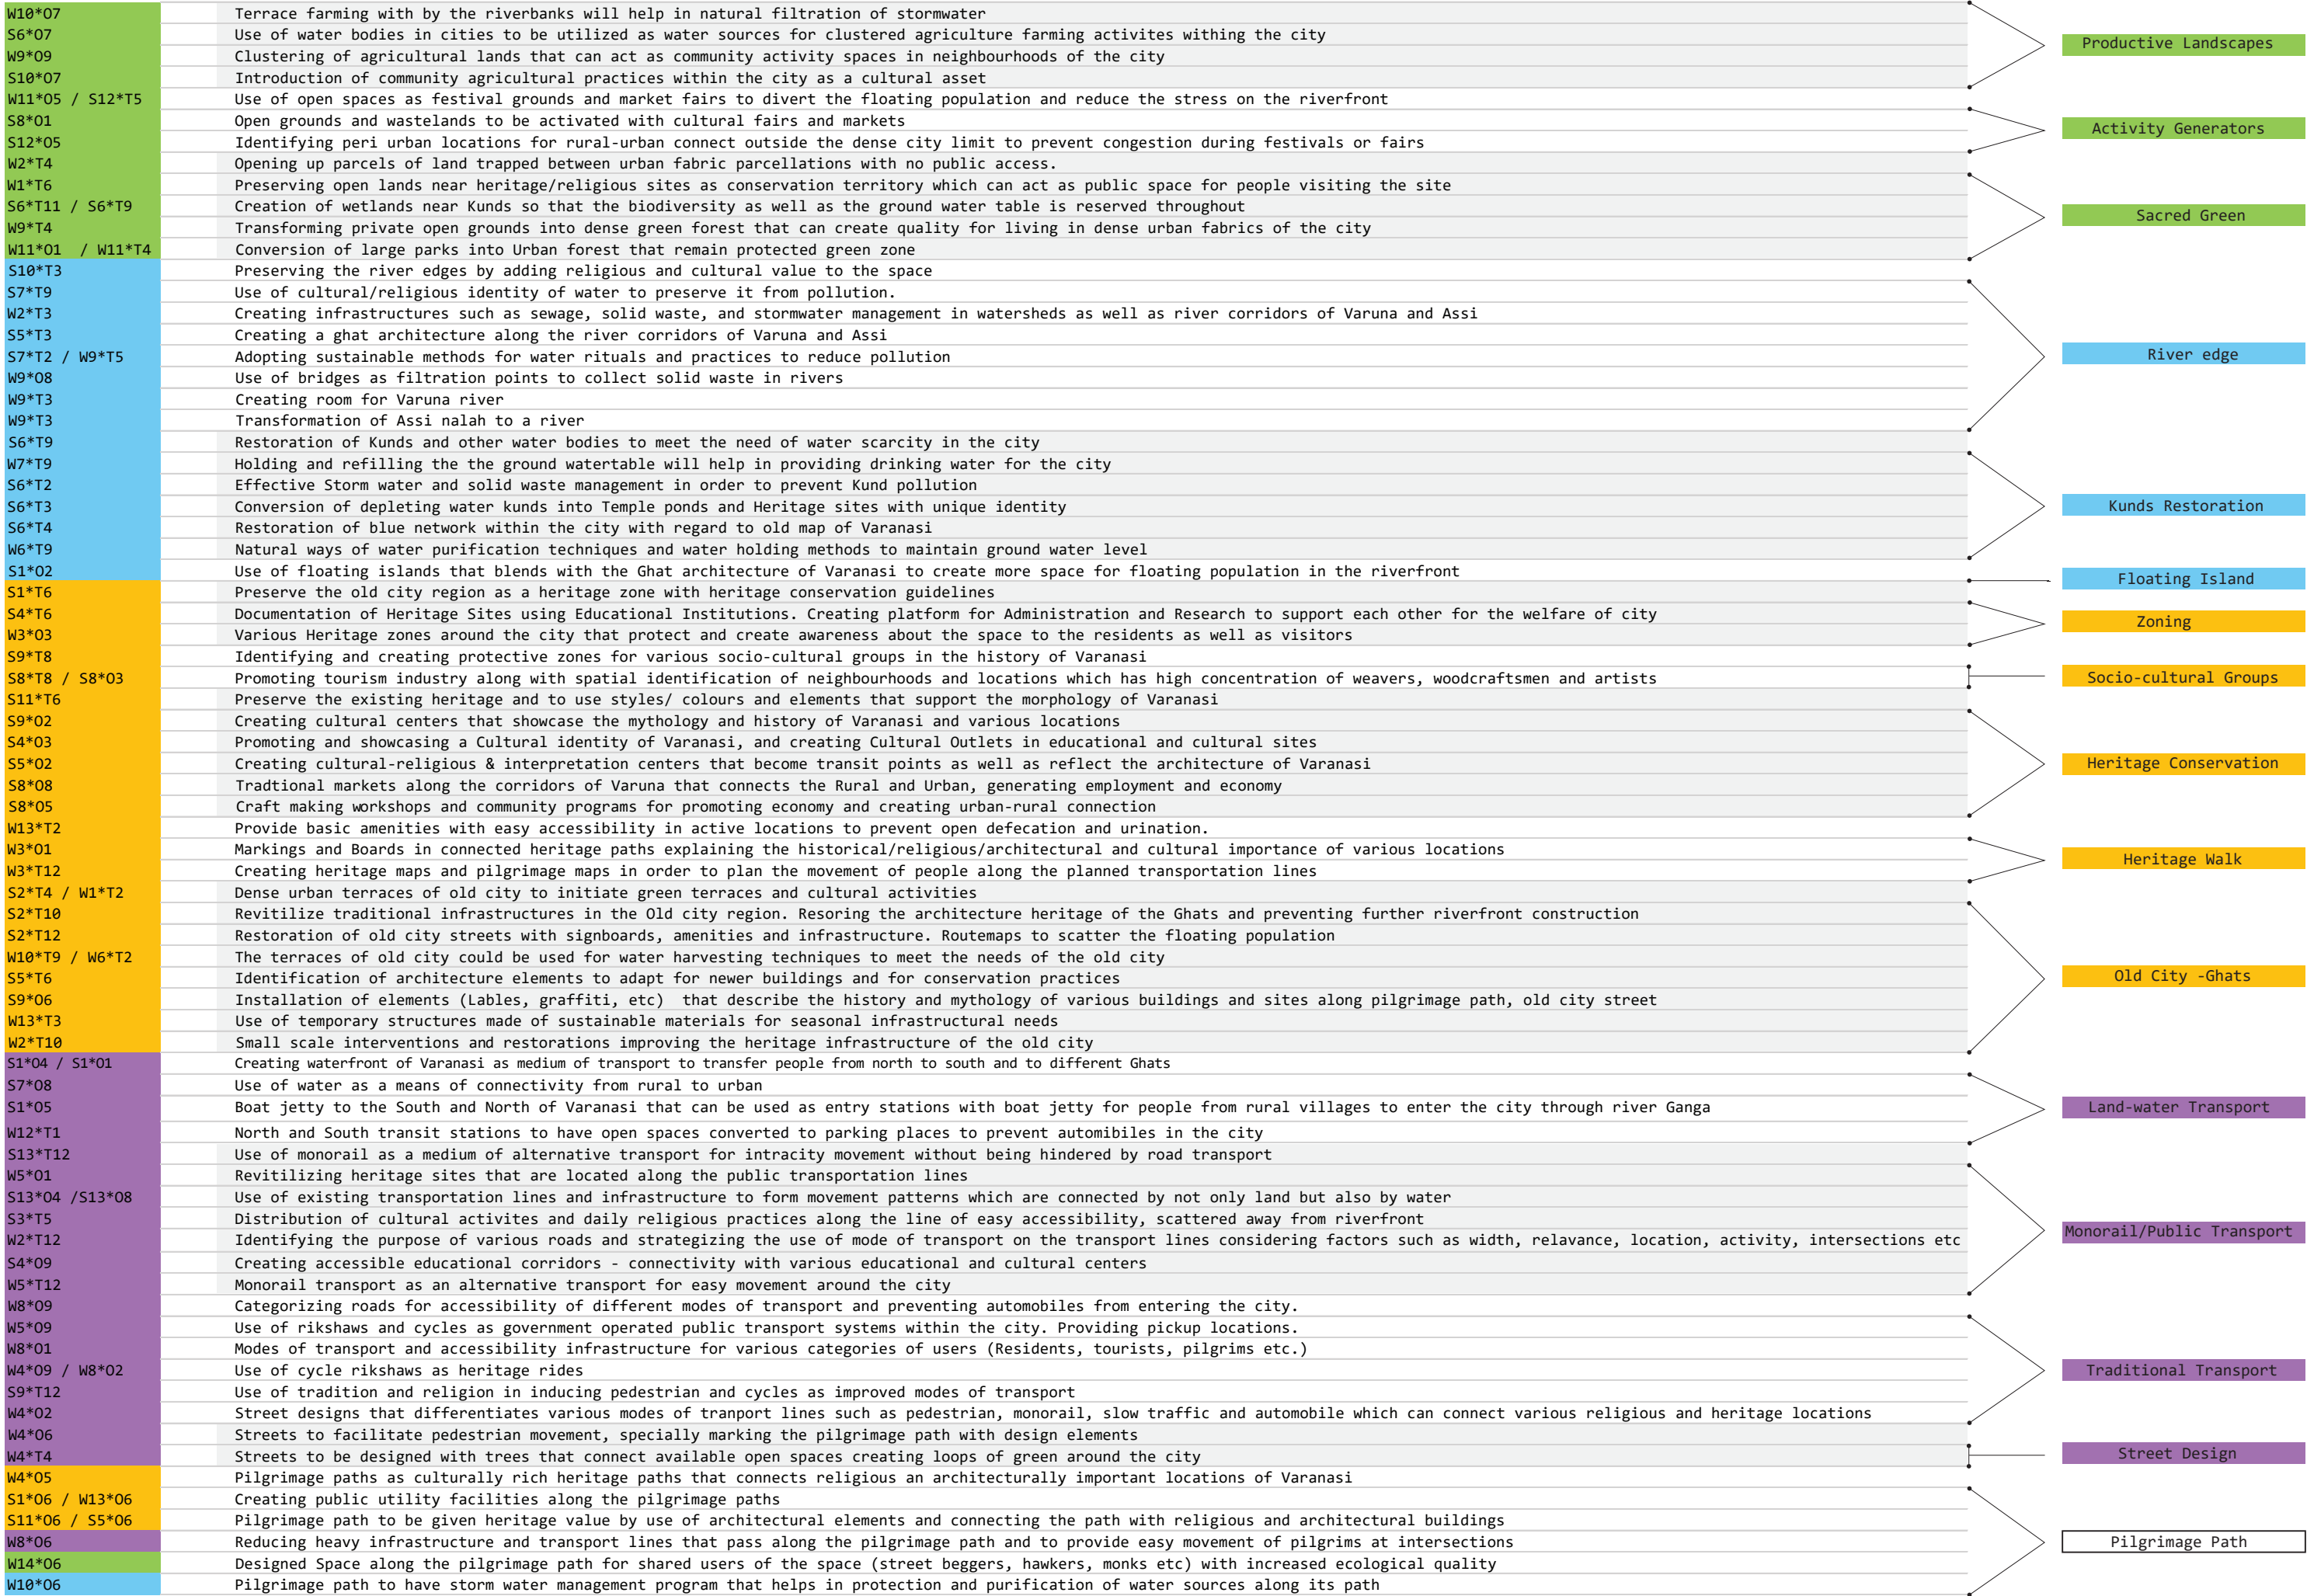 W10*O7 Terrace farming with by the riverbanks will help in natural filtration of stormwater
S6*O7 Use of water bodies in cities to be utilized as water sources for clustered agriculture farming activites withing the city
Productive Landscapes
W9*O9 Clustering of agricultural lands that can act as community activity spaces in neighbourhoods of the city
S10*O7 Introduction of community agricultural practices within the city as a cultural asset
W11*O5 / S12*T5 Use of open spaces as festival grounds and market fairs to divert the floating population and reduce the stress on the riverfront
S8*O1 Open grounds and wastelands to be activated with cultural fairs and markets
Activity Generators
S12*O5 Identifying peri urban locations for rural-urban connect outside the dense city limit to prevent congestion during festivals or fairs
W2*T4 Opening up parcels of land trapped between urban fabric parcellations with no public access.
W1*T6 Preserving open lands near heritage/religious sites as conservation territory which can act as public space for people visiting the site
S6*T11 / S6*T9 Creation of wetlands near Kunds so that the biodiversity as well as the ground water table is reserved throughout
Sacred Green
W9*T4 Transforming private open grounds into dense green forest that can create quality for living in dense urban fabrics of the city
W11*O1 / W11*T4 Conversion of large parks into Urban forest that remain protected green zone
S10*T3 Preserving the river edges by adding religious and cultural value to the space
S7*T9 Use of cultural/religious identity of water to preserve it from pollution.
W2*T3 Creating infrastructures such as sewage, solid waste, and stormwater management in watersheds as well as river corridors of Varuna and Assi
S5*T3 Creating a ghat architecture along the river corridors of Varuna and Assi
River edge
S7*T2 / W9*T5 Adopting sustainable methods for water rituals and practices to reduce pollution
W9*O8 Use of bridges as filtration points to collect solid waste in rivers
W9*T3 Creating room for Varuna river
W9*T3 Transformation of Assi nalah to a river
S6*T9 Restoration of Kunds and other water bodies to meet the need of water scarcity in the city
W7*T9 Holding and refilling the the ground watertable will help in providing drinking water for the city
S6*T2 Effective Storm water and solid waste management in order to prevent Kund pollution
S6*T3 Conversion of depleting water kunds into Temple ponds and Heritage sites with unique identity
Kunds Restoration
S6*T4 Restoration of blue network within the city with regard to old map of Varanasi
W6*T9 Natural ways of water purification techniques and water holding methods to maintain ground water level
S1*O2 Use of floating islands that blends with the Ghat architecture of Varanasi to create more space for floating population in the riverfront
Floating Island
S1*T6 Preserve the old city region as a heritage zone with heritage conservation guidelines
S4*T6 Documentation of Heritage Sites using Educational Institutions. Creating platform for Administration and Research to support each other for the welfare of city
Zoning
W3*O3 Various Heritage zones around the city that protect and create awareness about the space to the residents as well as visitors
S9*T8 Identifying and creating protective zones for various socio-cultural groups in the history of Varanasi
S8*T8 / S8*O3 Promoting tourism industry along with spatial identification of neighbourhoods and locations which has high concentration of weavers, woodcraftsmen and artists
Socio-cultural Groups
S11*T6 Preserve the existing heritage and to use styles/ colours and elements that support the morphology of Varanasi
S9*O2 Creating cultural centers that showcase the mythology and history of Varanasi and various locations
S4*O3 Promoting and showcasing a Cultural identity of Varanasi, and creating Cultural Outlets in educational and cultural sites
S5*O2 Creating cultural-religious & interpretation centers that become transit points as well as reflect the architecture of Varanasi
Heritage Conservation
S8*O8 Tradtional markets along the corridors of Varuna that connects the Rural and Urban, generating employment and economy
S8*O5 Craft making workshops and community programs for promoting economy and creating urban-rural connection
W13*T2 Provide basic amenities with easy accessibility in active locations to prevent open defecation and urination.
W3*O1 Markings and Boards in connected heritage paths explaining the historical/religious/architectural and cultural importance of various locations
Heritage Walk
W3*T12 Creating heritage maps and pilgrimage maps in order to plan the movement of people along the planned transportation lines
S2*T4 / W1*T2 Dense urban terraces of old city to initiate green terraces and cultural activities
S2*T10 Revitilize traditional infrastructures in the Old city region. Resoring the architecture heritage of the Ghats and preventing further riverfront construction
S2*T12 Restoration of old city streets with signboards, amenities and infrastructure. Routemaps to scatter the floating population
W10*T9 / W6*T2 The terraces of old city could be used for water harvesting techniques to meet the needs of the old city
S5*T6 Identification of architecture elements to adapt for newer buildings and for conservation practices
Old City -Ghats
S9*O6 Installation of elements (Lables, graffiti, etc)  that describe the history and mythology of various buildings and sites along pilgrimage path, old city street
W13*T3 Use of temporary structures made of sustainable materials for seasonal infrastructural needs
W2*T10 Small scale interventions and restorations improving the heritage infrastructure of the old city
S1*O4 / S1*O1 Creating waterfront of Varanasi as medium of transport to transfer people from north to south and to different Ghats
S7*O8 Use of water as a means of connectivity from rural to urban
S1*O5 Boat jetty to the South and North of Varanasi that can be used as entry stations with boat jetty for people from rural villages to enter the city through river Ganga
Land-water Transport
W12*T1 North and South transit stations to have open spaces converted to parking places to prevent automibiles in the city
S13*T12 Use of monorail as a medium of alternative transport for intracity movement without being hindered by road transport
W5*O1 Revitilizing heritage sites that are located along the public transportation lines
S13*O4 /S13*O8 Use of existing transportation lines and infrastructure to form movement patterns which are connected by not only land but also by water
S3*T5 Distribution of cultural activites and daily religious practices along the line of easy accessibility, scattered away from riverfront
Monorail/Public Transport
W2*T12 Identifying the purpose of various roads and strategizing the use of mode of transport on the transport lines considering factors such as width, relavance, location, activity, intersections etc
S4*O9 Creating accessible educational corridors - connectivity with various educational and cultural centers
W5*T12 Monorail transport as an alternative transport for easy movement around the city
W8*O9 Categorizing roads for accessibility of different modes of transport and preventing automobiles from entering the city.
W5*O9 Use of rikshaws and cycles as government operated public transport systems within the city. Providing pickup locations.
W8*O1 Modes of transport and accessibility infrastructure for various categories of users (Residents, tourists, pilgrims etc.)
W4*O9 / W8*O2 Use of cycle rikshaws as heritage rides
Traditional Transport
S9*T12 Use of tradition and religion in inducing pedestrian and cycles as improved modes of transport
W4*O2 Street designs that differentiates various modes of tranport lines such as pedestrian, monorail, slow traffic and automobile which can connect various religious and heritage locations
W4*O6 Streets to facilitate pedestrian movement, specially marking the pilgrimage path with design elements
W4*T4 Streets to be designed with trees that connect available open spaces creating loops of green around the city
Street Design
W4*O5 Pilgrimage paths as culturally rich heritage paths that connects religious an architecturally important locations of Varanasi
S1*O6 / W13*O6 Creating public utility facilities along the pilgrimage paths
S11*O6 / S5*O6 Pilgrimage path to be given heritage value by use of architectural elements and connecting the path with religious and architectural buildings
W8*O6 Reducing heavy infrastructure and transport lines that pass along the pilgrimage path and to provide easy movement of pilgrims at intersections
Pilgrimage Path
W14*O6 Designed Space along the pilgrimage path for shared users of the space (street beggers, hawkers, monks etc) with increased ecological quality
W10*O6 Pilgrimage path to have storm water management program that helps in protection and purification of water sources along its path